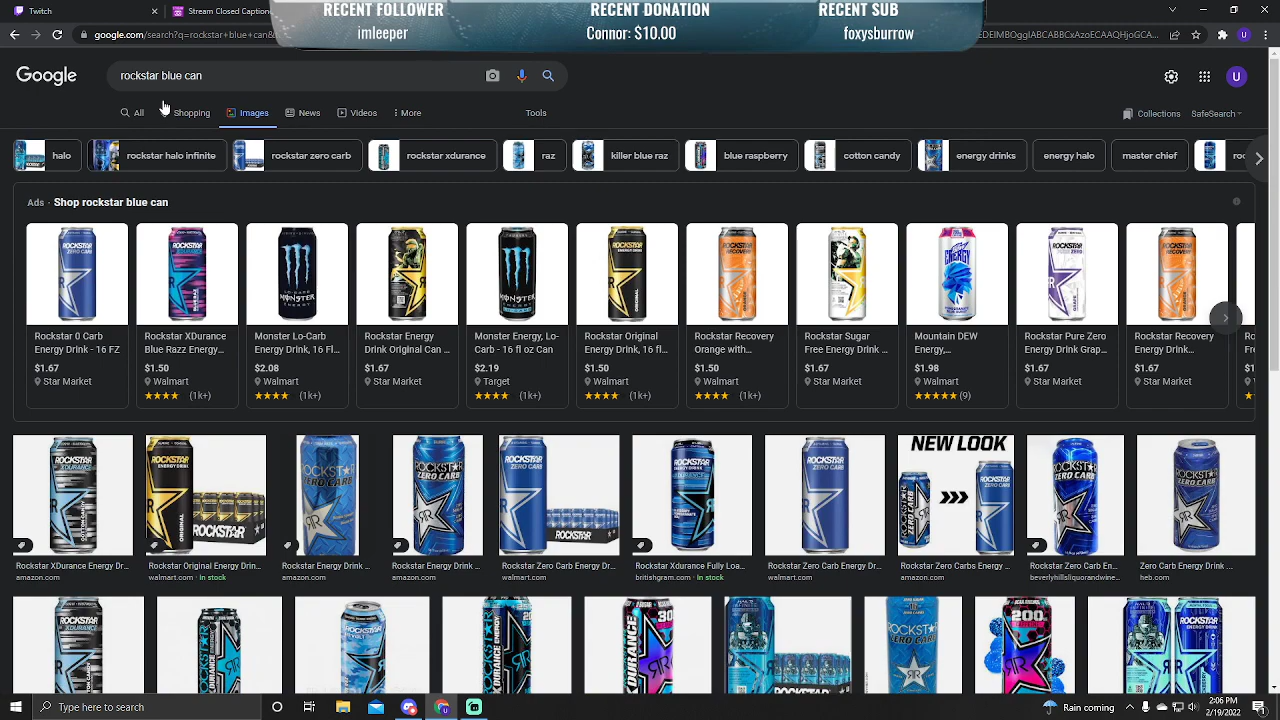 RECENT FOLLOWER
imleeper
RECENT DONATION
Connor: $10.00
RECENT SUB
foxysburrow
Twitch
Stream Closed Caption
google.com/search?q=rockstar+blue+can&
Google
rockstar blue can
U
All
Shopping
Images
News
Videos
More
Tools
Collections
SafeSearch
halo
rockstar halo infinite
rockstar zero carb
rockstar xdurance
raz
killer blue raz
blue raspberry
cotton candy
energy drinks
energy halo
master chief
Ads · Shop rockstar blue can
Rockstar 0 Carb
Energy Drink - 16 FZ
$1.67
Star Market
Rockstar XDurance
Blue Razz Energy...
$1.50
Walmart
(1k+)
Monster Lo-Carb
Energy Drink, 16 Fl...
$2.08
Walmart
(1k+)
Rockstar Energy
Drink Original Can ...
$1.67
Star Market
Monster Energy, Lo-
Carb - 16 fl oz Can
$2.19
Target
(1k+)
Rockstar Original
Energy Drink, 16 fl...
$1.50
Walmart
(1k+)
Rockstar Recovery
Orange with...
$1.50
Walmart
(1k+)
Rockstar Sugar
Free Energy Drink ...
$1.67
Star Market
Mountain DEW
Energy,...
$1.98
Walmart
(9)
Rockstar Pure Zero
Energy Drink Grap...
$1.67
Star Market
Rockstar Recovery
Energy Drink...
$1.67
Star Market
NEW LOOK
Rockstar XDurance Energy Dr...
amazon.com
Rockstar Original Energy Drin...
walmart.com · In stock
Rockstar Energy Drink ...
amazon.com
Rockstar Energy Drink ...
amazon.com
Rockstar Zero Carb Energy Dr...
walmart.com
Rockstar Xdurance Fully Loa...
britishgram.com · In stock
Rockstar Zero Carb Energy Dr...
walmart.com
Rockstar Zero Carbs Energy ...
amazon.com
Rockstar Zero Carb Energy Dr...
beverlyhillsliquorandwine...
Zero Carb Energy Drink ...
heb.com
Type here to search
Rain coming
2:06 PM
2/19/2022